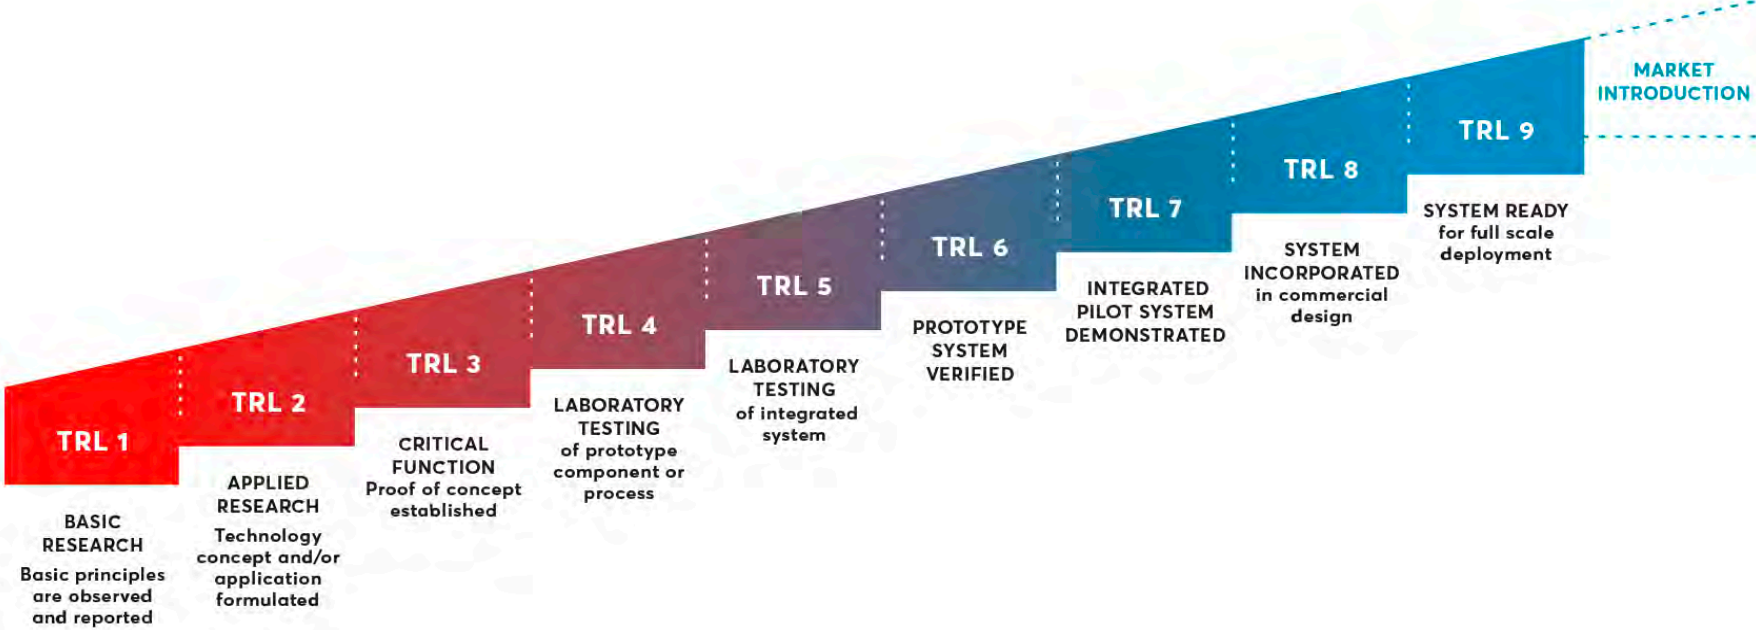 TRL 1
BASIC
RESEARCH
Basic principles
are observed
and reported
TRL 2
APPLIED
RESEARCH
Technology
concept and/or
application
formulated
TRL 3
CRITICAL
FUNCTION
Proof of concept
established
TRL 4
LABORATORY
TESTING
of prototype
component or
process
TRL 5
LABORATORY
TESTING
of integrated
system
TRL 6
PROTOTYPE
SYSTEM
VERIFIED
TRL 7
INTEGRATED
PILOT SYSTEM
DEMONSTRATED
TRL 8
SYSTEM
INCORPORATED
in commercial
design
TRL 9
SYSTEM READY
for full scale
deployment
MARKET
INTRODUCTION